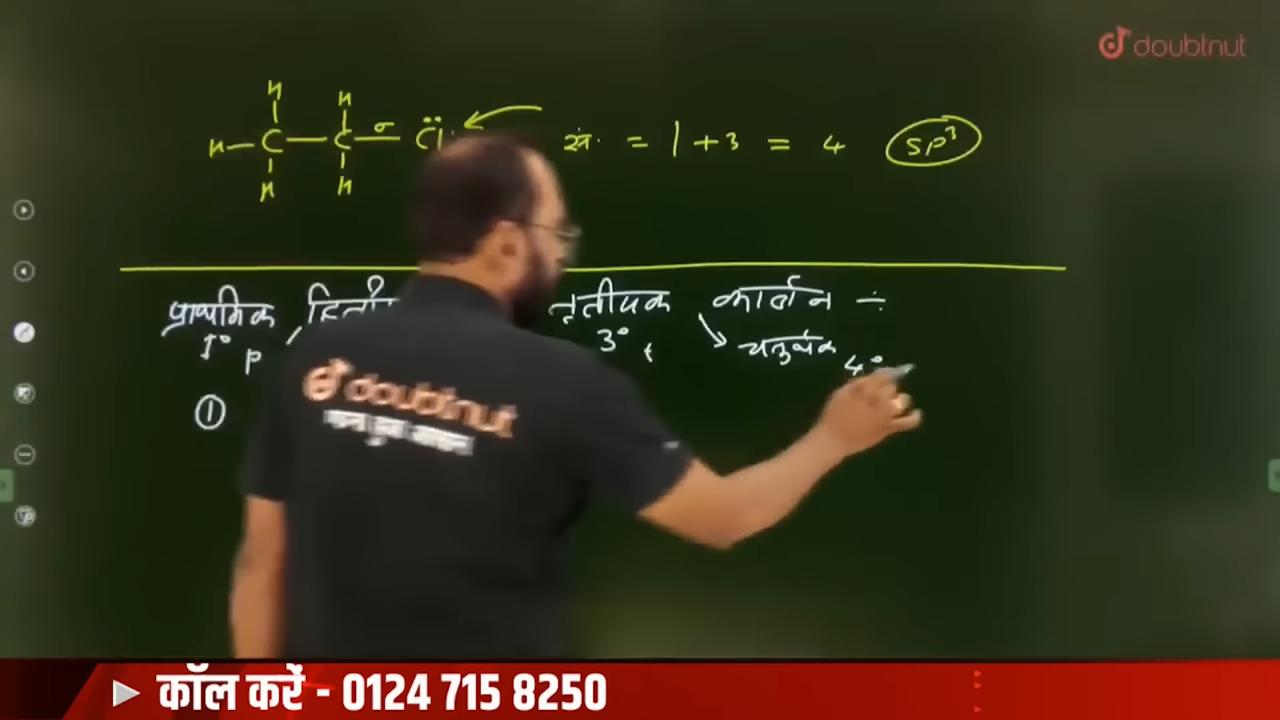 doubtnut
H H
H-C-C-σ-Cl सं. = 1+3 = 4 sp³
H H
प्राथमिक तृतीयक कार्बन ÷
1° p 3° t चतुर्थक 4°
①
doubtnut
कॉल करें - 0124 715 8250